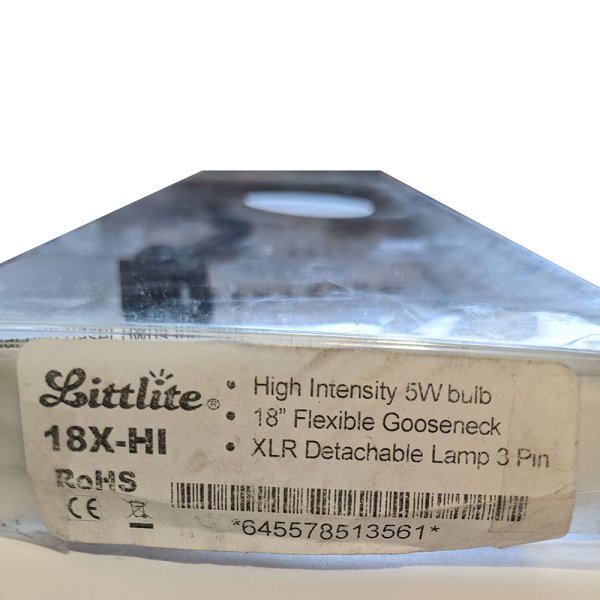 Littlite®
18X-HI
RoHS
CE
• High Intensity 5W bulb
• 18” Flexible Gooseneck
• XLR Detachable Lamp 3 Pin
*645578513561*